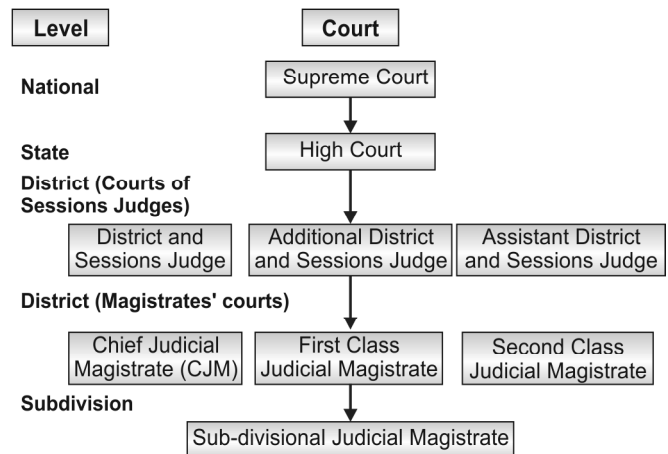 Level
Court
National
Supreme Court
State
High Court
District (Courts of
Sessions Judges)
District and
Sessions Judge
Additional District
and Sessions Judge
Assistant District
and Sessions Judge
District (Magistrates' courts)
Chief Judicial
Magistrate (CJM)
First Class
Judicial Magistrate
Second Class
Judicial Magistrate
Subdivision
Sub-divisional Judicial Magistrate